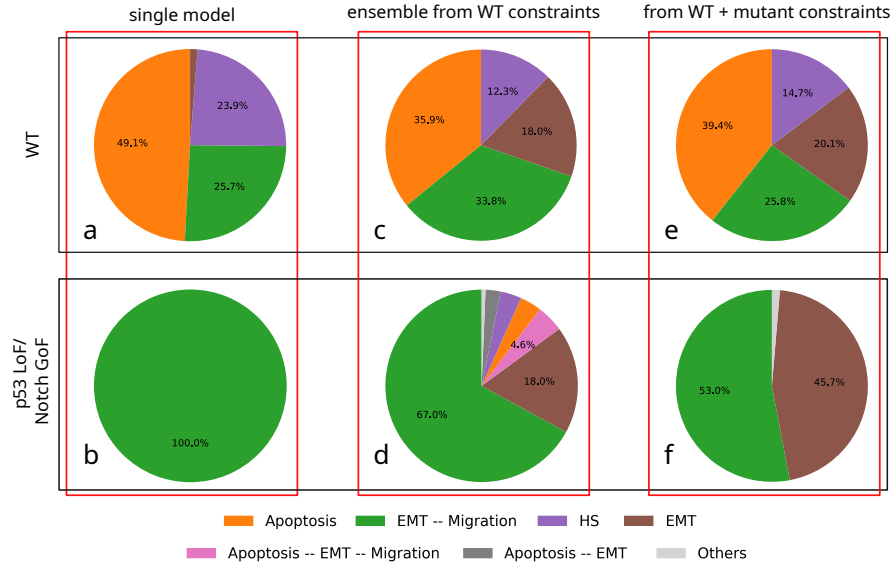 single model
ensemble from WT constraints
from WT + mutant constraints
WT
49.1%
23.9%
25.7%
a
35.9%
12.3%
18.0%
33.8%
c
39.4%
14.7%
20.1%
25.8%
e
p53 LoF/
Notch GoF
100.0%
b
4.6%
18.0%
67.0%
d
53.0%
45.7%
f
Apoptosis
EMT -- Migration
HS
EMT
Apoptosis -- EMT -- Migration
Apoptosis -- EMT
Others